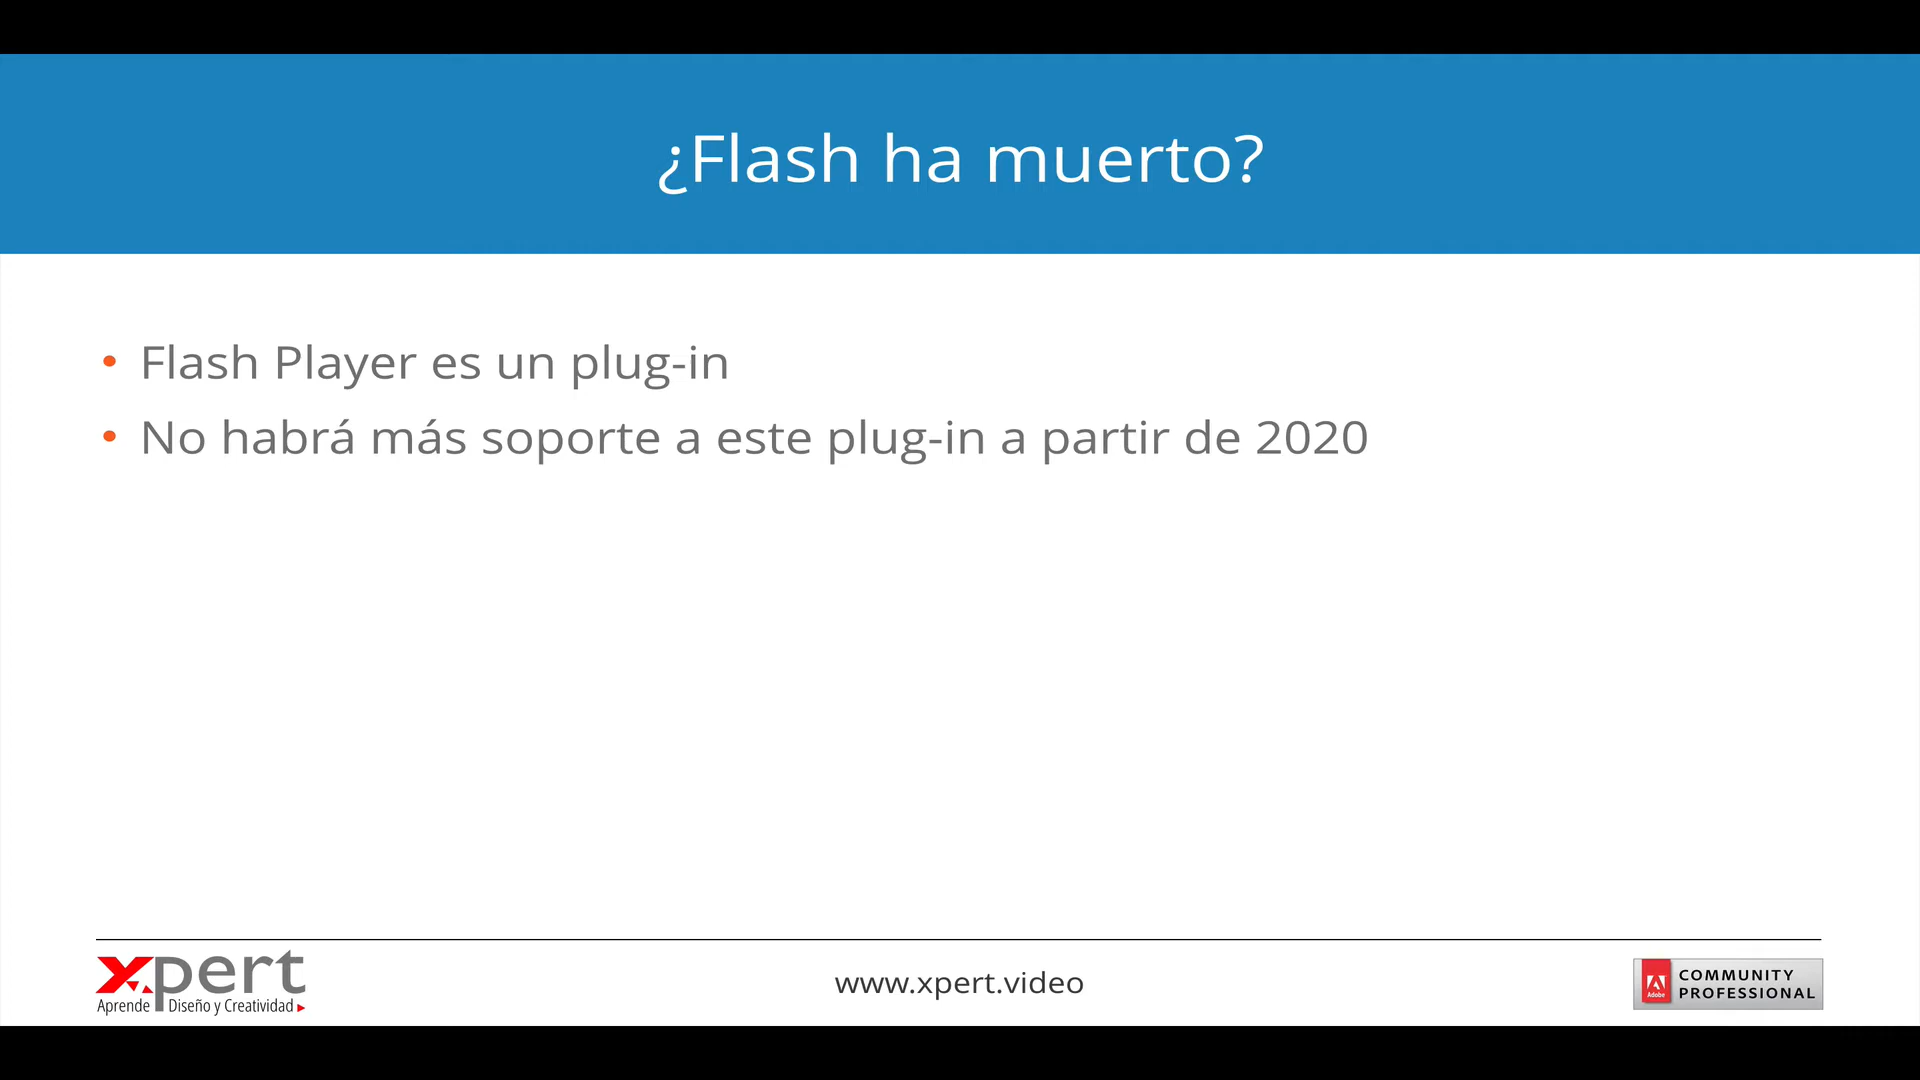 ¿Flash ha muerto?
• Flash Player es un plug-in
• No habrá más soporte a este plug-in a partir de 2020
xpert
Aprende Diseño y Creatividad
www.xpert.video
Adobe
COMMUNITY
PROFESSIONAL